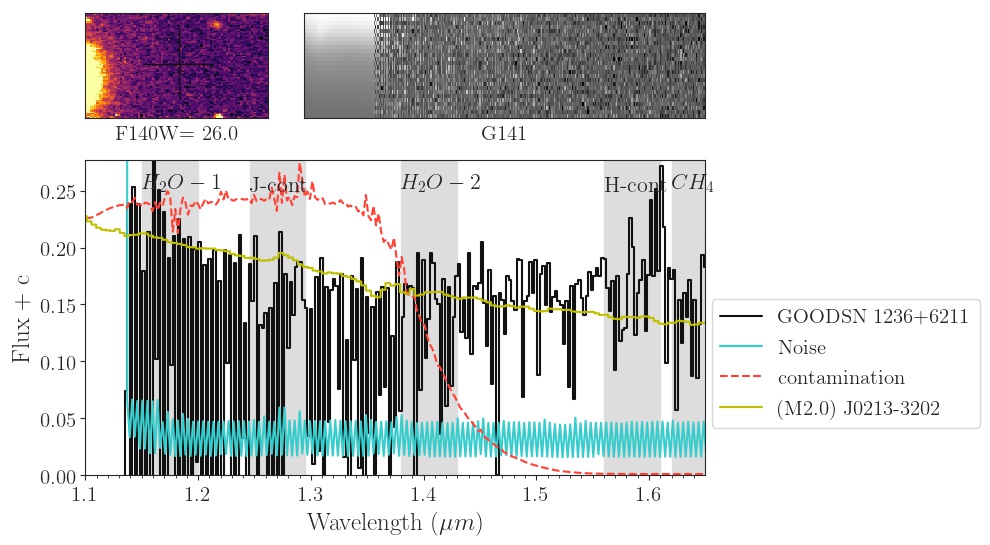 F140W= 26.0
G141
H₂O − 1
J-cont
H₂O − 2
H-cont
CH₄
0.25
0.20
0.15
0.10
0.05
0.00
Flux + c
1.1
1.2
1.3
1.4
1.5
1.6
Wavelength (μm)
GOODSN 1236+6211
Noise
contamination
(M2.0) J0213-3202